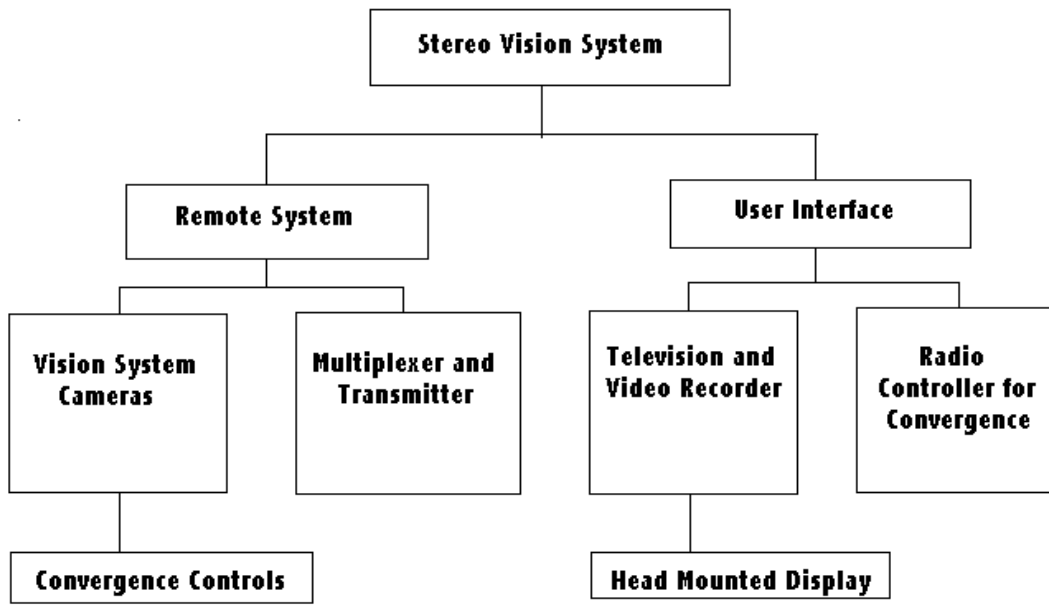 Stereo Vision System
Remote System
User Interface
Vision System
Cameras
Multiplexer and
Transmitter
Television and
Video Recorder
Radio
Controller for
Convergence
Convergence Controls
Head Mounted Display